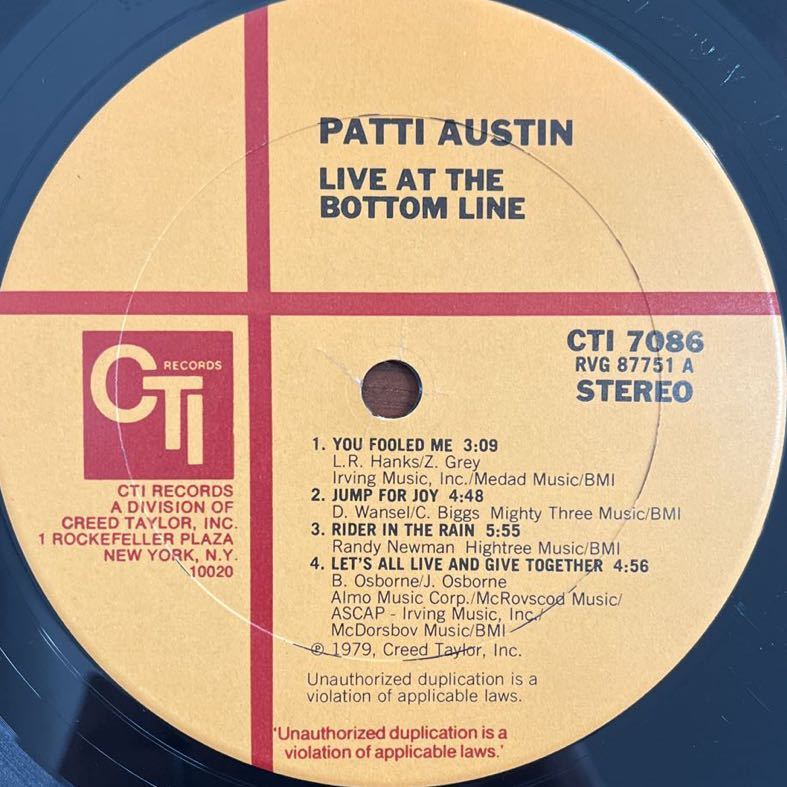 PATTI AUSTIN
LIVE AT THE
BOTTOM LINE
CTI 7086
RVG 87751 A
STEREO
CTI RECORDS
CTI RECORDS
A DIVISION OF
CREED TAYLOR, INC.
1 ROCKEFELLER PLAZA
NEW YORK, N.Y.
10020
1. YOU FOOLED ME 3:09
L.R. Hanks/Z. Grey
Irving Music, Inc./Medad Music/BMI
2. JUMP FOR JOY 4:48
D. Wansel/C. Biggs Mighty Three Music/BMI
3. RIDER IN THE RAIN 5:55
Randy Newman Hightree Music/BMI
4. LET'S ALL LIVE AND GIVE TOGETHER 4:56
B. Osborne/J. Osborne
Almo Music Corp./McRovscod Music/
ASCAP - Irving Music, Inc./
McDorsbov Music/BMI
℗ 1979, Creed Taylor, Inc.
Unauthorized duplication is a
violation of applicable laws.
'Unauthorized duplication is a
violation of applicable laws.'